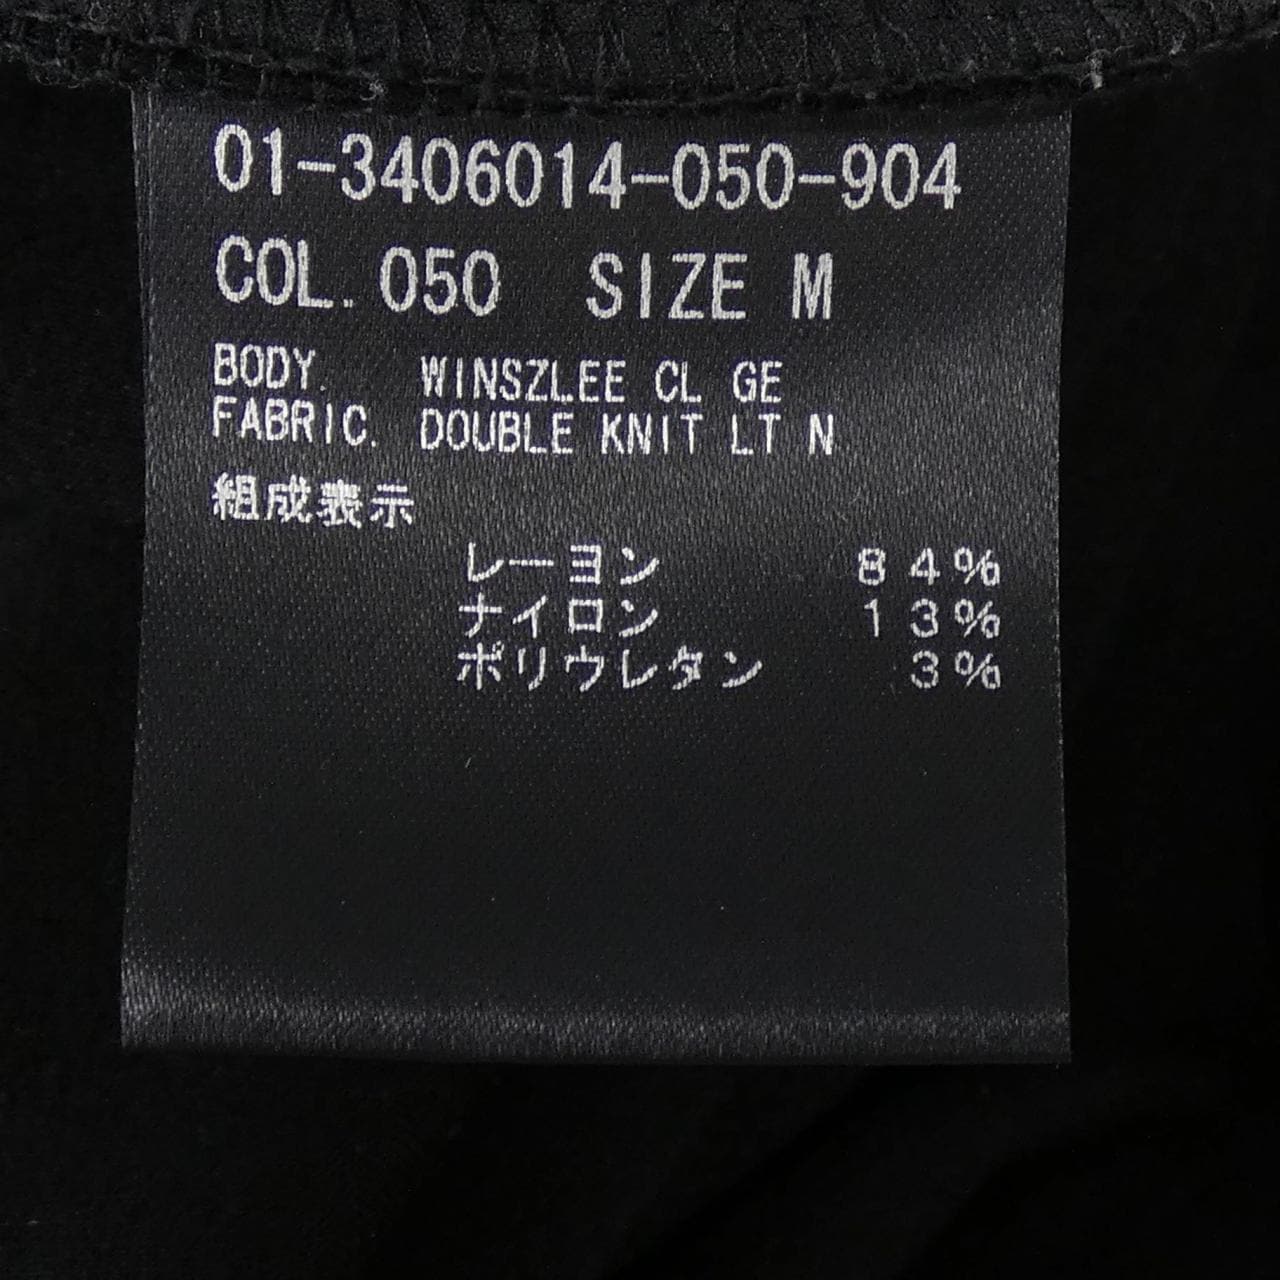 01-3406014-050-904
COL. 050 SIZE M
BODY. WINSZLEE CL GE
FABRIC. DOUBLE KNIT LT N
組成表示
レーヨン 84%
ナイロン 13%
ポリウレタン 3%